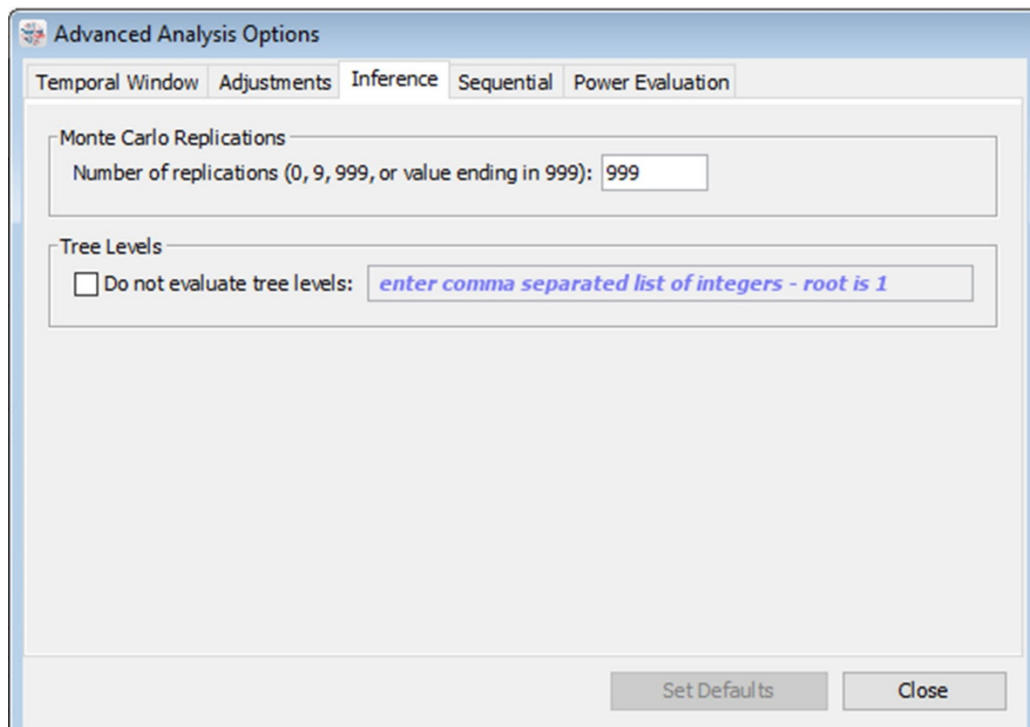 Advanced Analysis Options
Temporal Window Adjustments Inference Sequential Power Evaluation
Monte Carlo Replications
Number of replications (0, 9, 999, or value ending in 999): 999
Tree Levels
Do not evaluate tree levels: enter comma separated list of integers - root is 1
Set Defaults Close